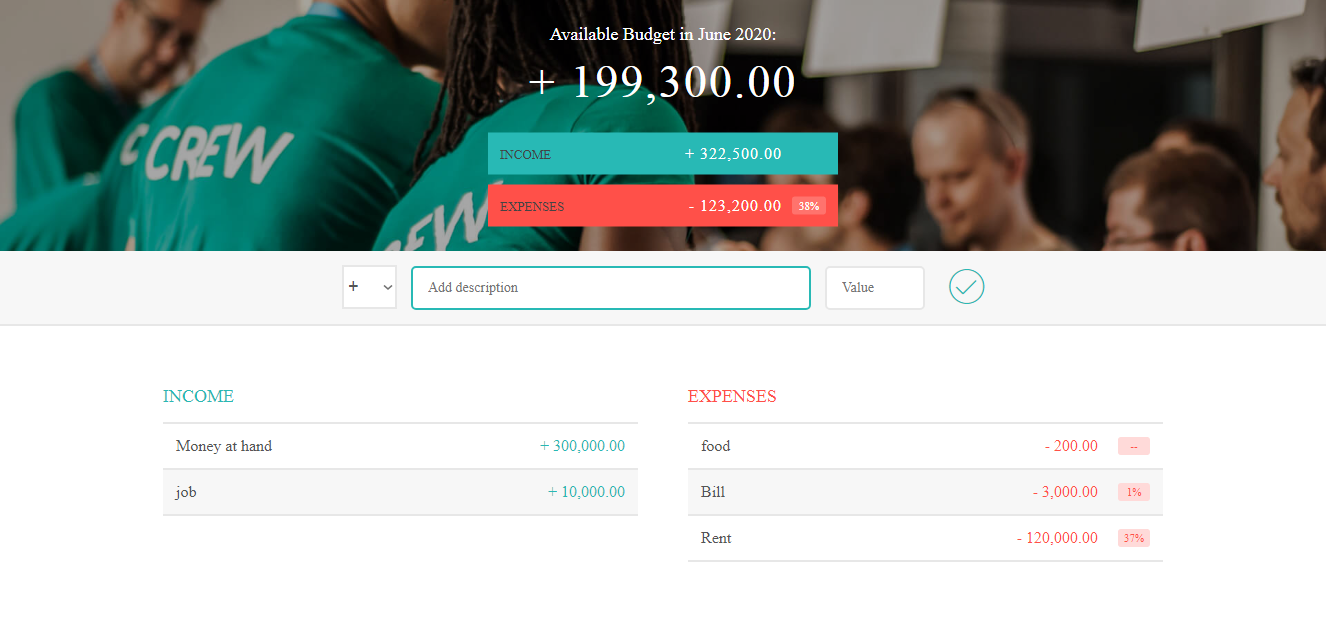 Available Budget in June 2020:
+ 199,300.00
C CREW
EW
INCOME + 322,500.00
EXPENSES - 123,200.00 38%
+ Add description Value
INCOME
Money at hand + 300,000.00
job + 10,000.00
EXPENSES
food - 200.00 --
Bill - 3,000.00 1%
Rent - 120,000.00 37%